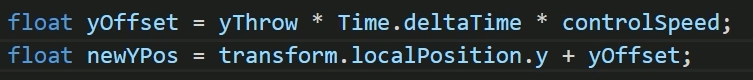 float yOffset = yThrow * Time.deltaTime * controlSpeed;
float newYPos = transform.localPosition.y + yOffset;